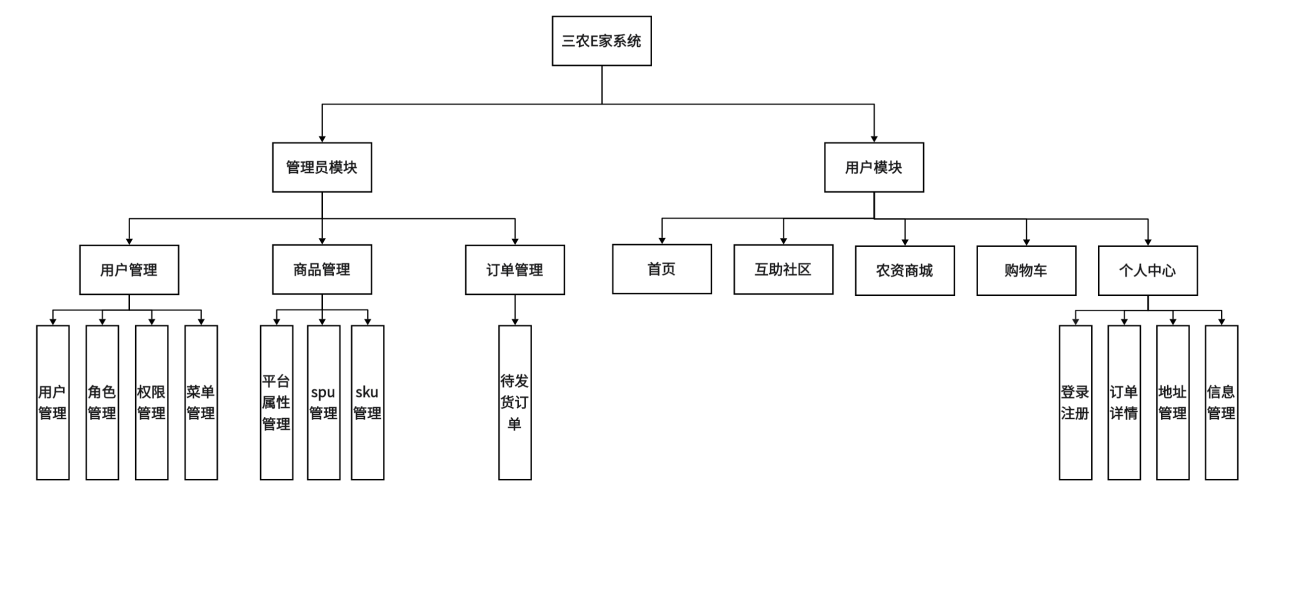 三农E家系统
管理员模块
用户模块
用户管理
商品管理
订单管理
首页
互助社区
农资商城
购物车
个人中心
用户
管理
角色
管理
权限
管理
菜单
管理
平台
属性
管理
spu
管理
sku
管理
待发
货订
单
登录
注册
订单
详情
地址
管理
信息
管理